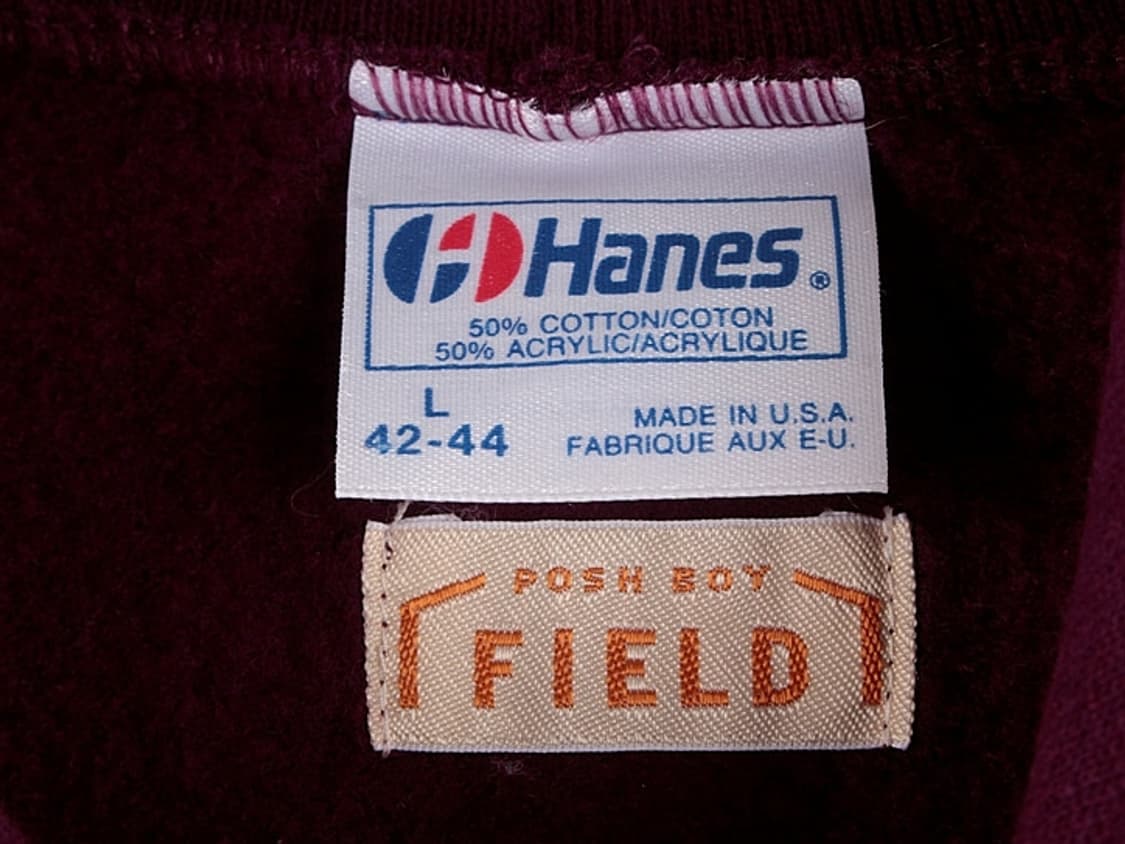 Hanes®
50% COTTON/COTON
50% ACRYLIC/ACRYLIQUE
L
42-44
MADE IN U.S.A.
FABRIQUE AUX E-U.
POSH BOY
FIELD